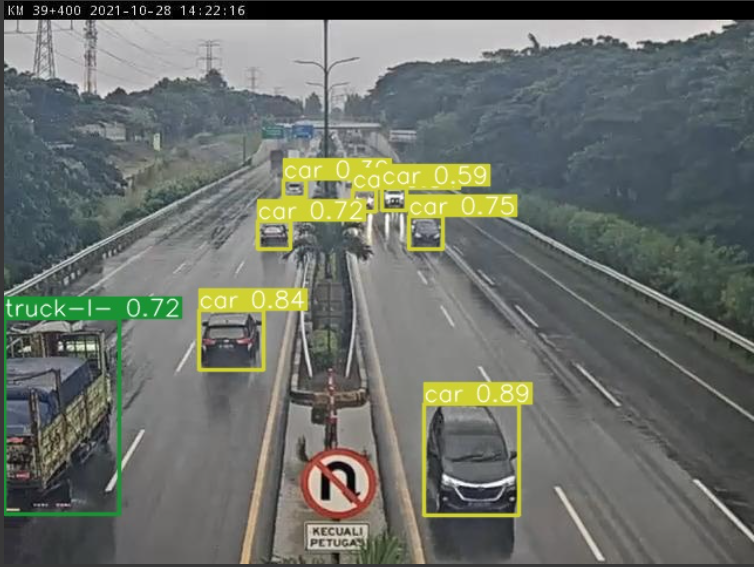 KM 39+400 2021-10-28 14:22:16
car
car 0.59
car 0.72
car 0.75
truck-l- 0.72
car 0.84
car 0.89
KECUALI
PETUGAS